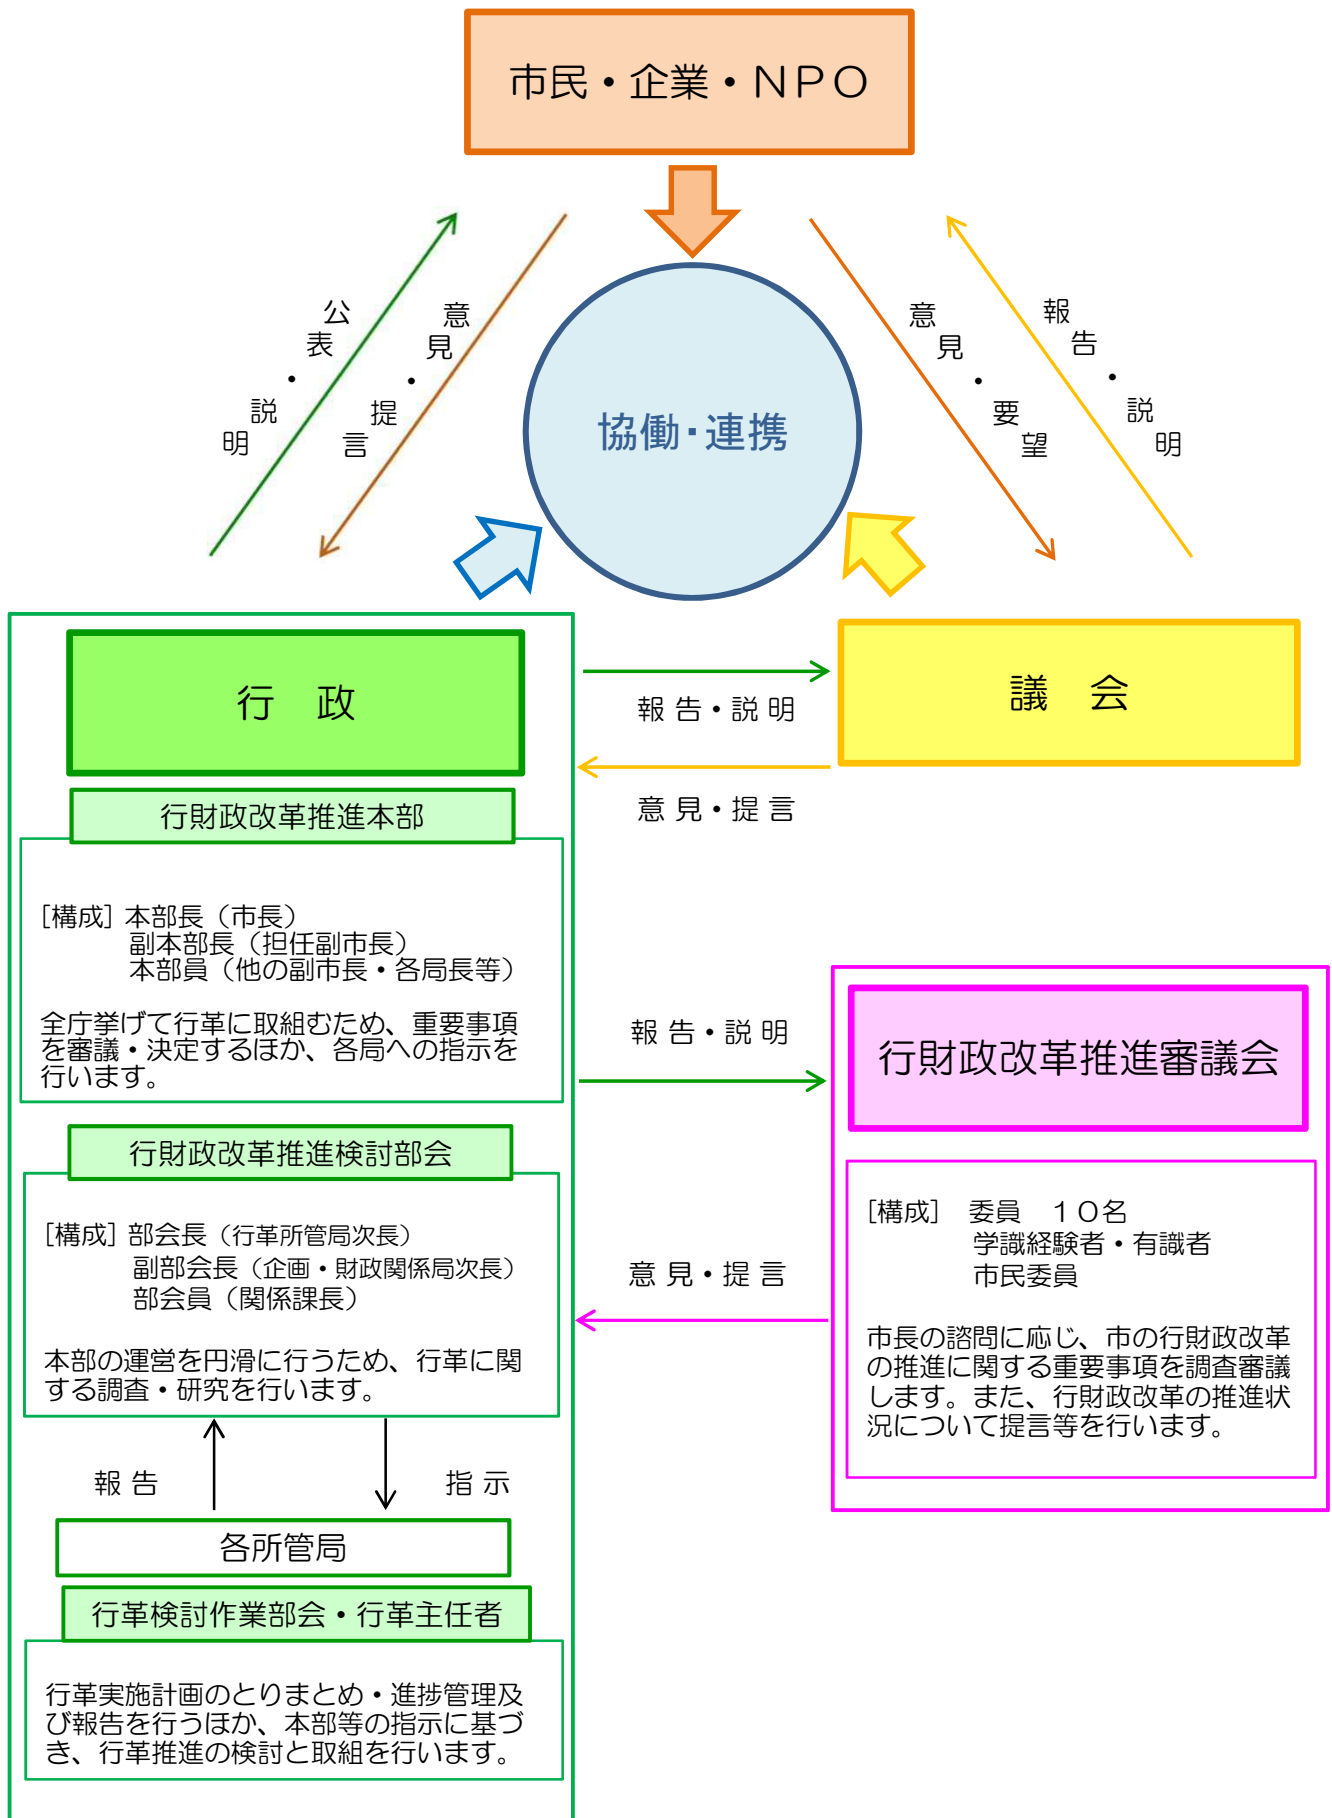 市民・企業・NPO
公表・説明
意見・提言
意見・要望
報告・説明
協働・連携
行　政
報告・説明
議　会
意見・提言
行財政改革推進本部
[構成] 本部長（市長）
副本部長（担任副市長）
本部員（他の副市長・各局長等）
全庁挙げて行革に取組むため、重要事項
を審議・決定するほか、各局への指示を
行います。
報告・説明
行財政改革推進審議会
行財政改革推進検討部会
[構成] 部会長（行革所管局次長）
副部会長（企画・財政関係局次長）
部会員（関係課長）
本部の運営を円滑に行うため、行革に関
する調査・研究を行います。
意見・提言
[構成]　委員　１０名
学識経験者・有識者
市民委員
市長の諮問に応じ、市の行財政改革
の推進に関する重要事項を調査審議
します。また、行財政改革の推進状
況について提言等を行います。
報告
指示
各所管局
行革検討作業部会・行革主任者
行革実施計画のとりまとめ・進捗管理及
び報告を行うほか、本部等の指示に基づ
き、行革推進の検討と取組を行います。